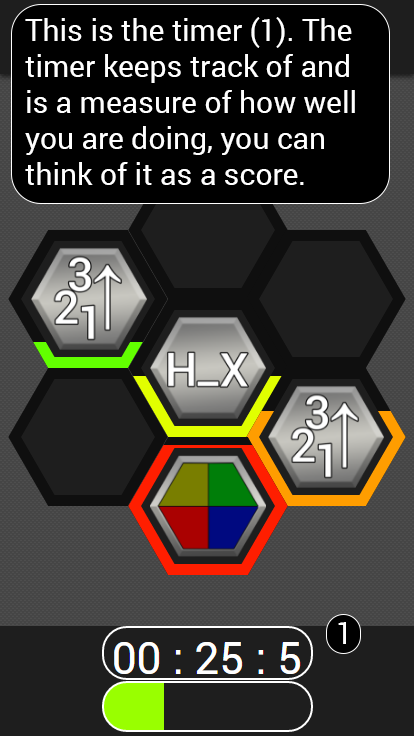 This is the timer (1). The
timer keeps track of and
is a measure of how well
you are doing, you can
think of it as a score.
3
2
1
H_X
3
2
1
1
00 : 25 : 5